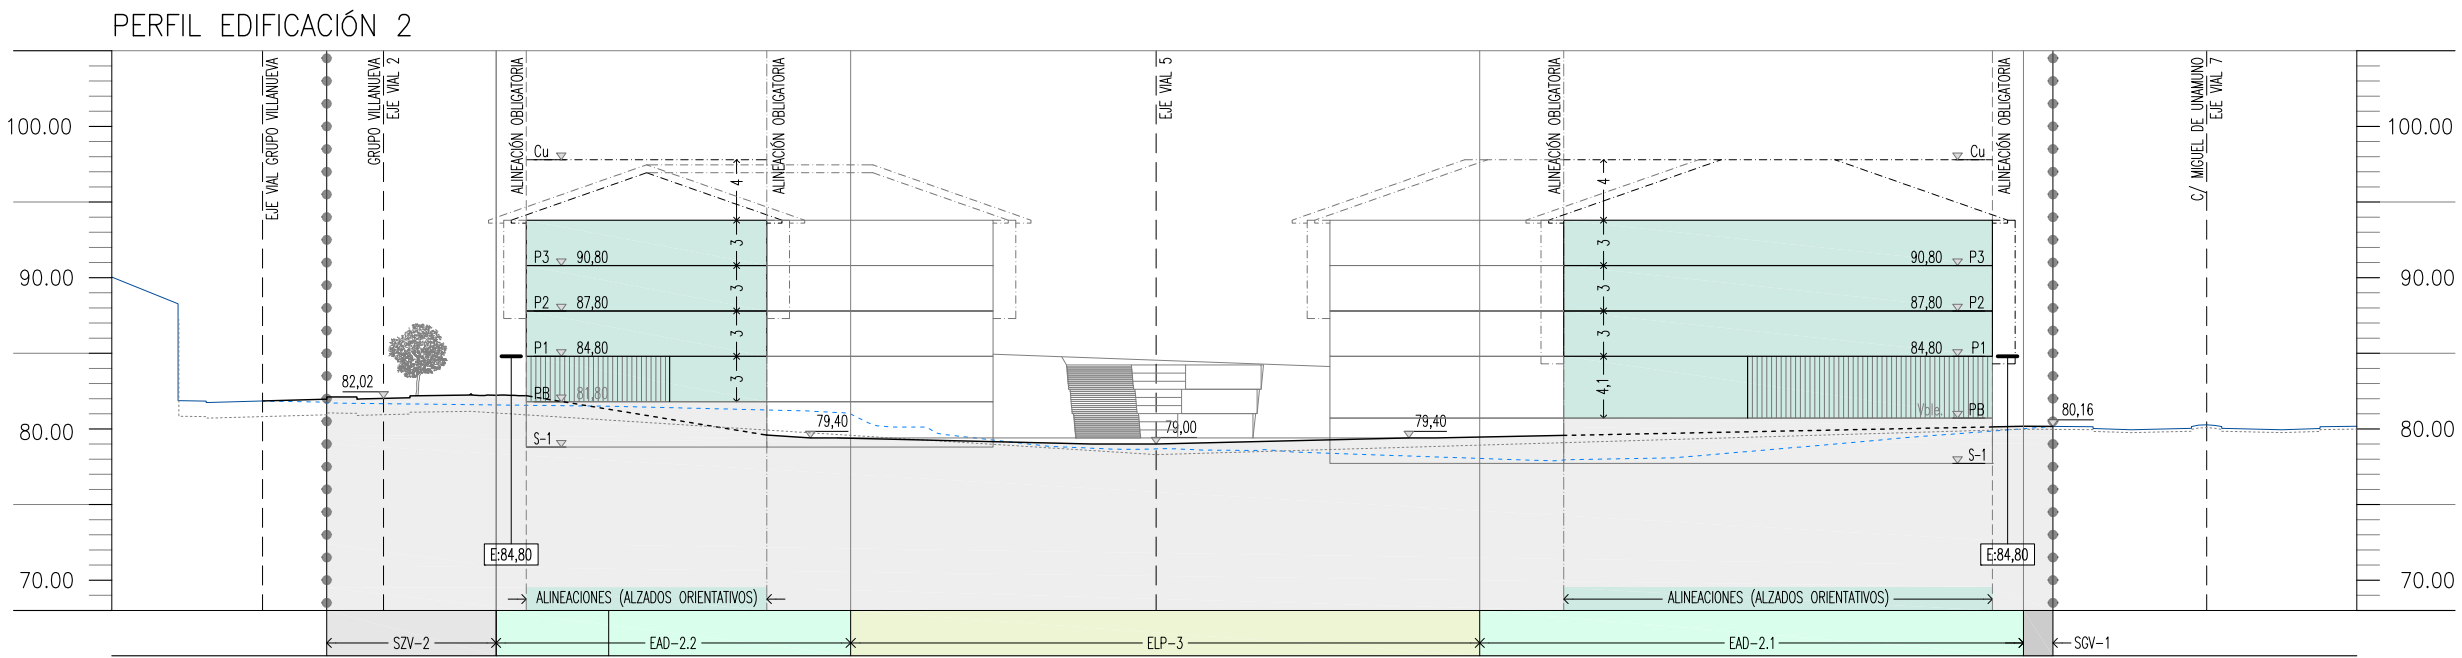 PERFIL EDIFICACIÓN 2
100.00
90.00
80.00
70.00
EJE VIAL GRUPO VILLANUEVA
GRUPO VILLANUEVA
EJE VIAL 2
ALINEACIÓN OBLIGATORIA
ALINEACIÓN OBLIGATORIA
EJE VIAL 5
ALINEACIÓN OBLIGATORIA
ALINEACIÓN OBLIGATORIA
C/ MIGUEL DE UNAMUNO
EJE VIAL 7
100.00
90.00
80.00
70.00
Cu
4
3
P3 90,80
3
P2 87,80
3
P1 84,80
3
PB 81,80
S-1
82,02
79,40
79,00
79,40
Cu
4
3
90,80 P3
3
87,80 P2
3
84,80 P1
4,1
PB
S-1
80,16
E:84,80
E:84,80
ALINEACIONES (ALZADOS ORIENTATIVOS)
ALINEACIONES (ALZADOS ORIENTATIVOS)
SZV-2
EAD-2.2
ELP-3
EAD-2.1
SGV-1